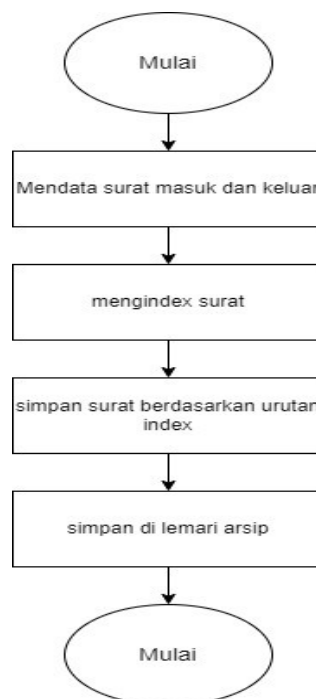 Mulai
Mendata surat masuk dan keluar
mengindex surat
simpan surat berdasarkan urutan
index
simpan di lemari arsip
Mulai